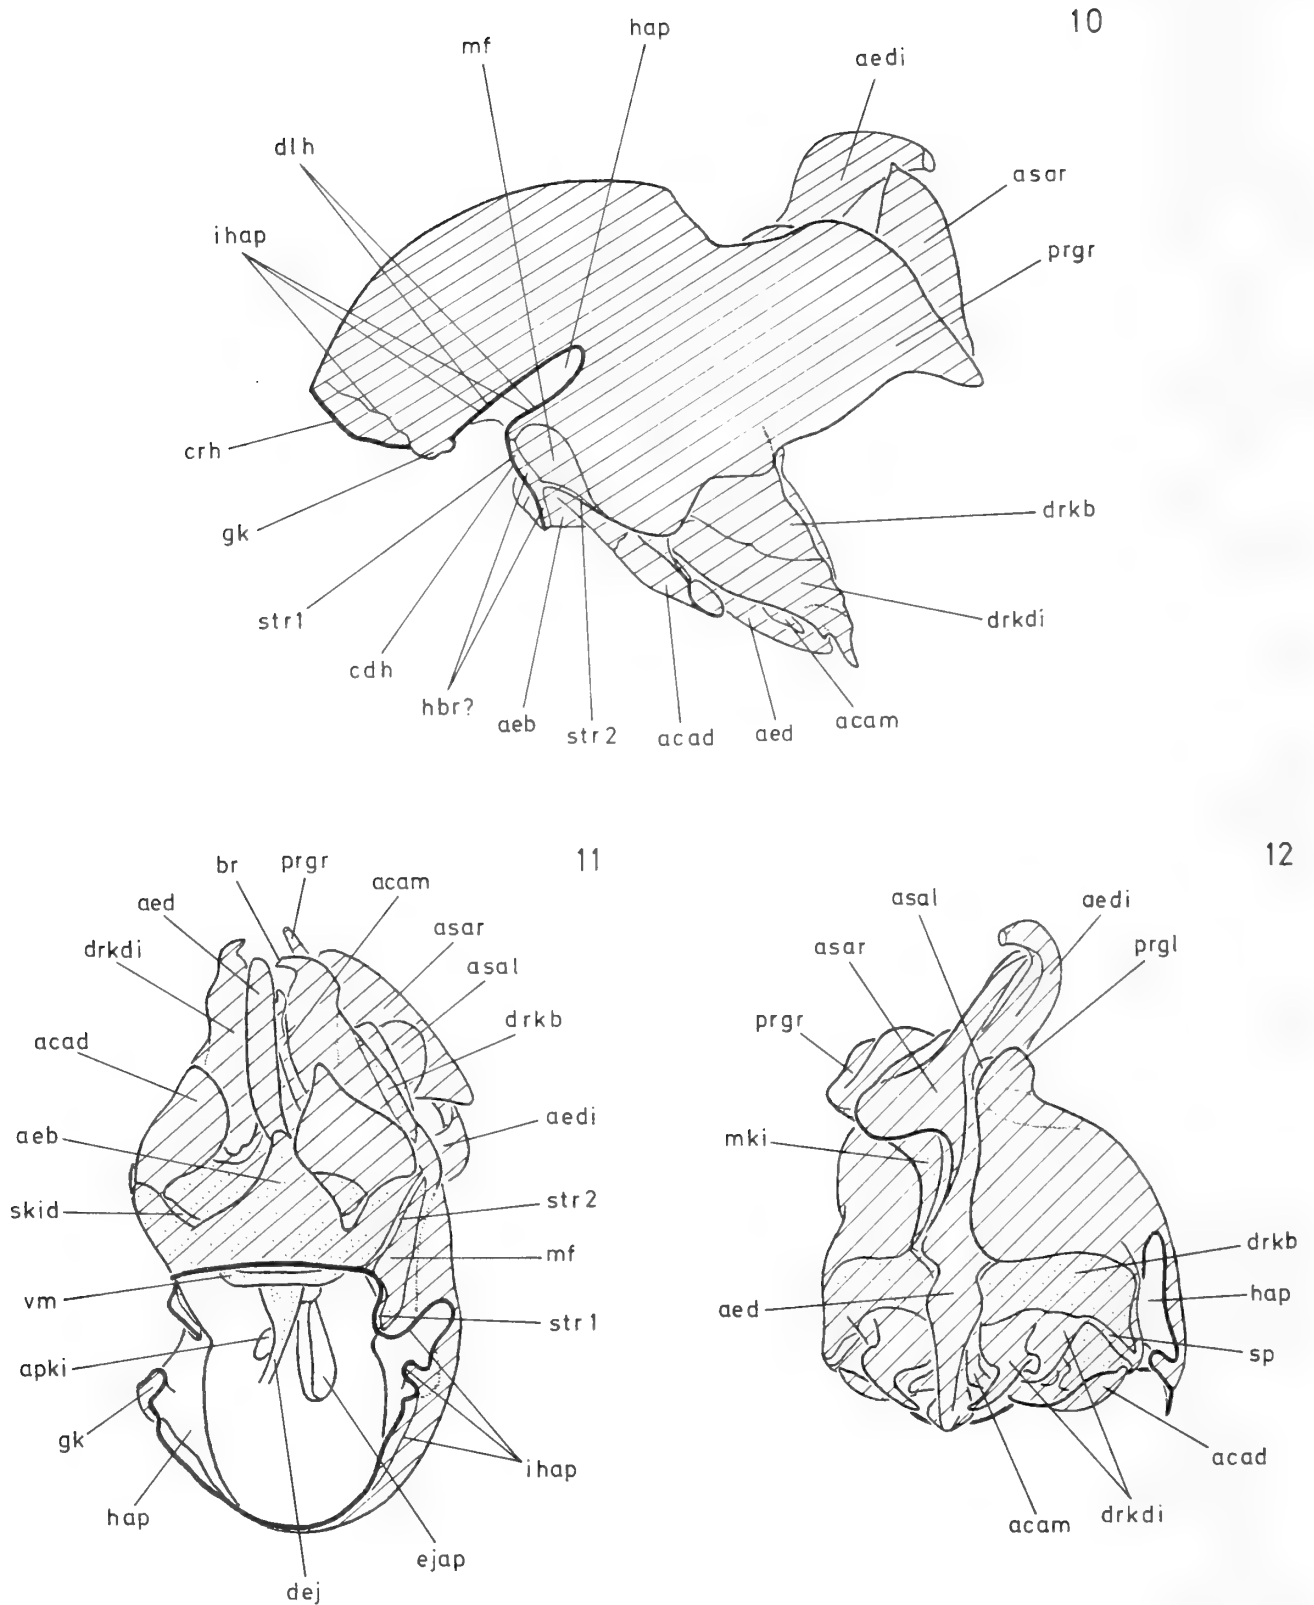 10
hap
mf
aedi
dlh
asar
ihap
prgr
crh
gk
drkb
str1
drkdi
cdh
hbr?
aeb
str2
acad
aed
acam
11
br
prgr
acam
aed
asar
drkdi
asal
drkb
acad
aeb
aedi
skid
str2
mf
vm
str1
apki
gk
ihap
hap
ejap
dej
12
asal
aedi
asar
prgl
prgr
mki
drkb
hap
aed
sp
acad
drkdi
acam